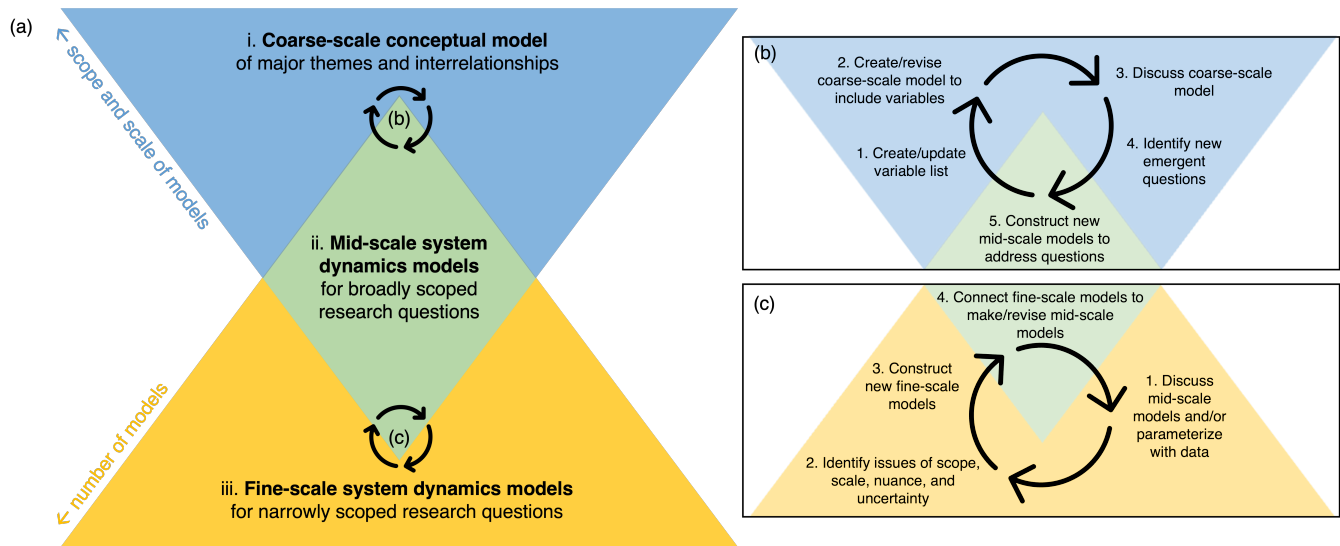 (a)
i. Coarse-scale conceptual model
of major themes and interrelationships
← scope and scale of models
(b)
ii. Mid-scale system
dynamics models
for broadly scoped
research questions
(c)
← number of models
iii. Fine-scale system dynamics models
for narrowly scoped research questions
(b)
1. Create/update
variable list
2. Create/revise
coarse-scale model to
include variables
3. Discuss coarse-scale
model
4. Identify new
emergent
questions
5. Construct new
mid-scale models to
address questions
(c)
1. Discuss
mid-scale
models and/or
parameterize
with data
2. Identify issues of scope,
scale, nuance, and
uncertainty
3. Construct
new fine-scale
models
4. Connect fine-scale models to
make/revise mid-scale
models